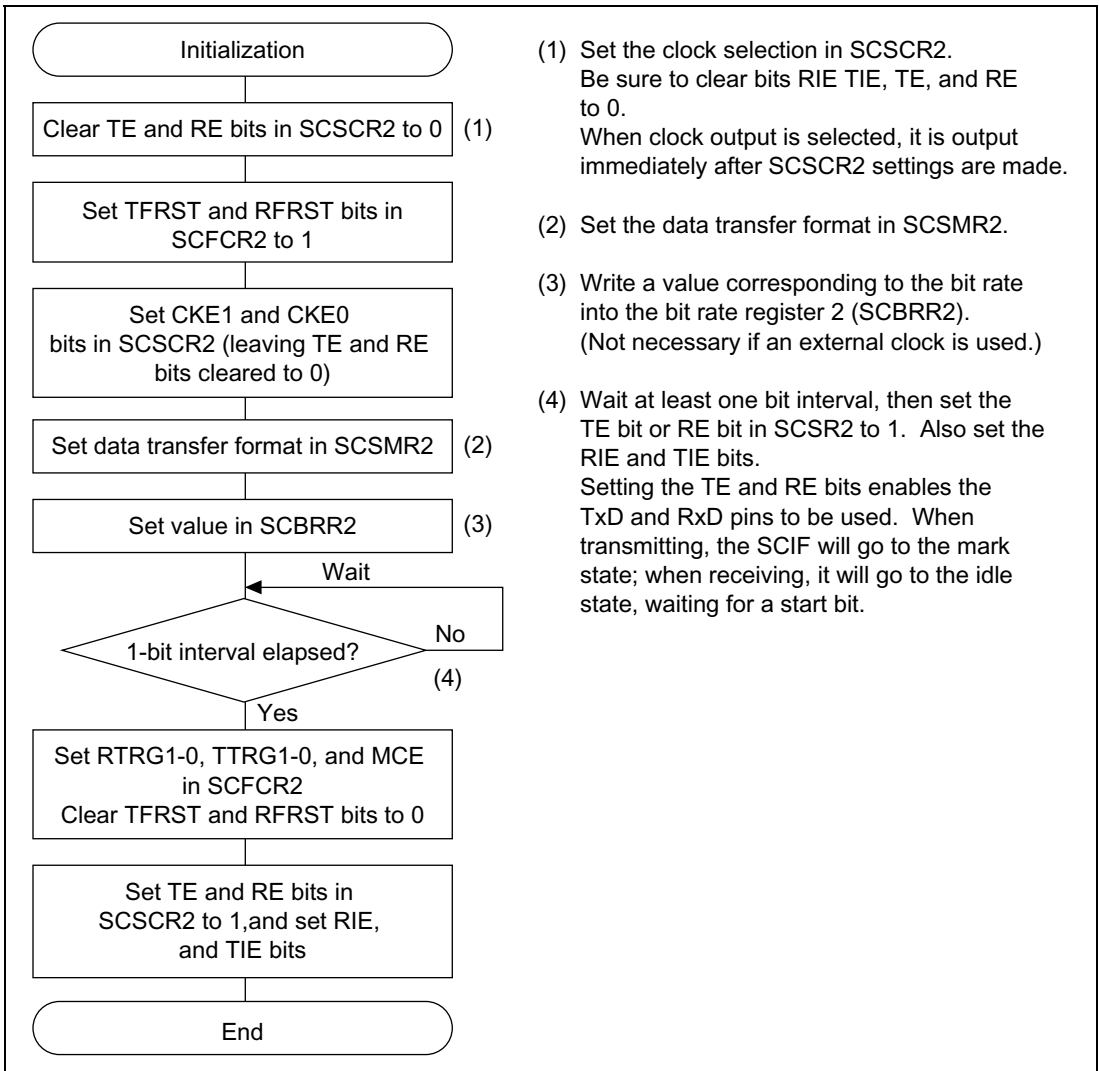 Initialization
Clear TE and RE bits in SCSCR2 to 0 (1)
Set TFRST and RFRST bits in
SCFCR2 to 1
Set CKE1 and CKE0
bits in SCSCR2 (leaving TE and RE
bits cleared to 0)
Set data transfer format in SCSMR2 (2)
Set value in SCBRR2 (3)
Wait
1-bit interval elapsed?
No
(4)
Yes
Set RTRG1-0, TTRG1-0, and MCE
in SCFCR2
Clear TFRST and RFRST bits to 0
Set TE and RE bits in
SCSCR2 to 1,and set RIE,
and TIE bits
End
(1) Set the clock selection in SCSCR2.
Be sure to clear bits RIE TIE, TE, and RE
to 0.
When clock output is selected, it is output
immediately after SCSCR2 settings are made.
(2) Set the data transfer format in SCSMR2.
(3) Write a value corresponding to the bit rate
into the bit rate register 2 (SCBRR2).
(Not necessary if an external clock is used.)
(4) Wait at least one bit interval, then set the
TE bit or RE bit in SCSR2 to 1. Also set the
RIE and TIE bits.
Setting the TE and RE bits enables the
TxD and RxD pins to be used. When
transmitting, the SCIF will go to the mark
state; when receiving, it will go to the idle
state, waiting for a start bit.